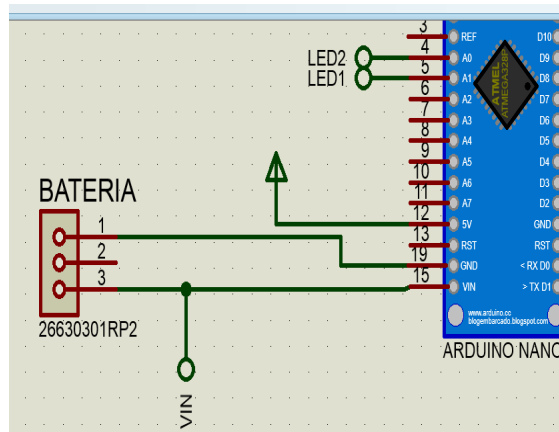 3 REF D10
LED2 4 A0 D9
LED1 5 A1 D8
6 A2 D7
7 A3 D6
8 A4 D5
9 A5 D4
10 A6 D3
11 A7 D2
12 5V GND
13 RST RST
19 GND < RX D0
15 VIN > TX D1
ATMEL
ATMEGA328P
www.arduino.cc
blogembarcado.blogspot.com
ARDUINO NANO
BATERIA
1
2
3
26630301RP2
VIN